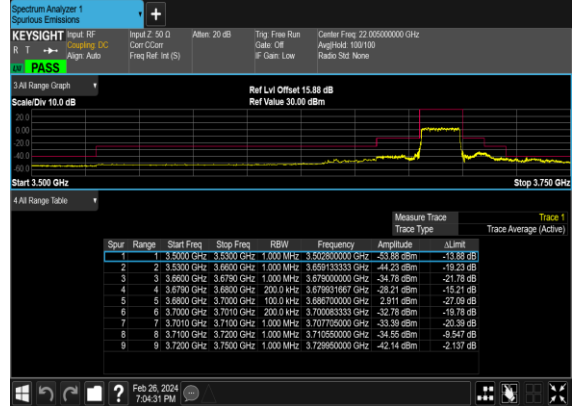 Spectrum Analyzer 1
Spurious Emissions
+
KEYSIGHT Input: RF Input Z: 50 Ω Atten: 20 dB Trig: Free Run Center Freq: 22.005000000 GHz
R T Coupling: DC Corr CCorr Gate: Off Avg|Hold: 100/100
Align: Auto Freq Ref: Int (S) IF Gain: Low Radio Std: None
PASS
3 All Range Graph
Ref Lvl Offset 15.88 dB
Scale/Div 10.0 dB Ref Value 30.00 dBm
20.0
0.00
-20.0
-40.0
-60.0
Start 3.500 GHz Stop 3.750 GHz
4 All Range Table
Measure Trace Trace 1
Trace Type Trace Average (Active)
Spur Range Start Freq Stop Freq RBW Frequency Amplitude ΔLimit
1 1 3.5000 GHz 3.5300 GHz 1.000 MHz 3.502800000 GHz -53.88 dBm -13.88 dB
2 2 3.5300 GHz 3.6600 GHz 1.000 MHz 3.659133333 GHz -44.23 dBm -19.23 dB
3 3 3.6600 GHz 3.6790 GHz 1.000 MHz 3.679000000 GHz -34.78 dBm -21.78 dB
4 4 3.6790 GHz 3.6800 GHz 200.0 kHz 3.679931667 GHz -28.21 dBm -15.21 dB
5 5 3.6800 GHz 3.7000 GHz 100.0 kHz 3.686700000 GHz 2.911 dBm -27.09 dB
6 6 3.7000 GHz 3.7010 GHz 200.0 kHz 3.700083333 GHz -32.78 dBm -19.78 dB
7 7 3.7010 GHz 3.7100 GHz 1.000 MHz 3.707705000 GHz -33.39 dBm -20.39 dB
8 8 3.7100 GHz 3.7200 GHz 1.000 MHz 3.710550000 GHz -34.55 dBm -9.547 dB
9 9 3.7200 GHz 3.7500 GHz 1.000 MHz 3.729950000 GHz -42.14 dBm -2.137 dB
? Feb 26, 2024
7:04:31 PM